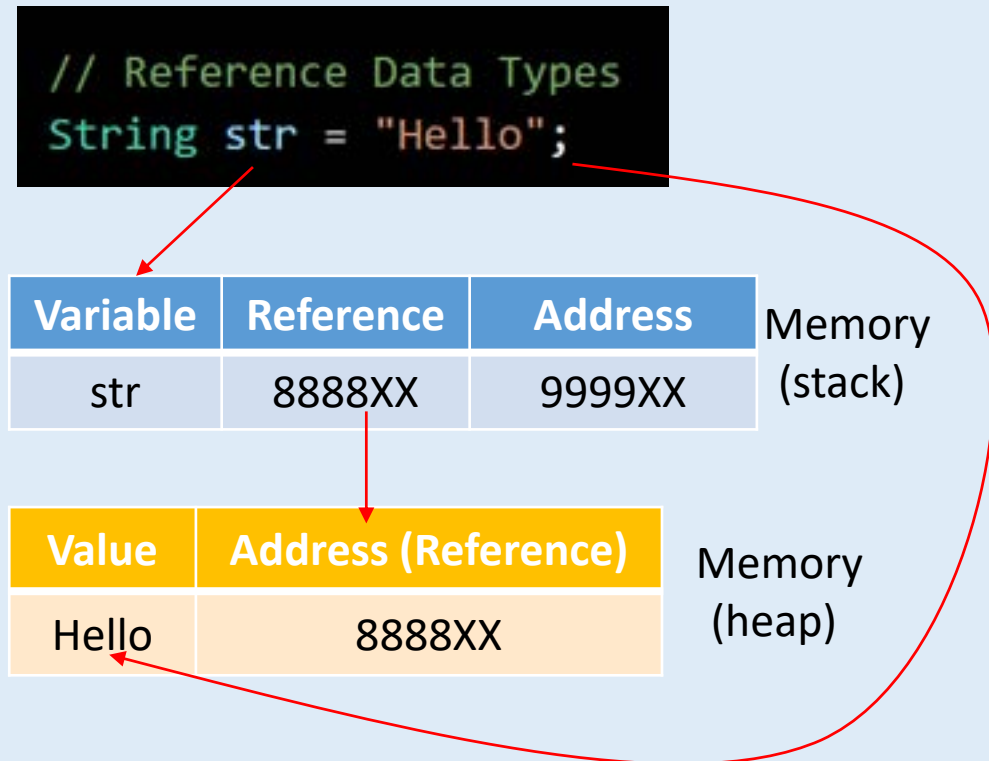 // Reference Data Types
String str = "Hello";
Variable Reference Address
str 8888XX 9999XX
Memory
(stack)
Value Address (Reference)
Hello 8888XX
Memory
(heap)